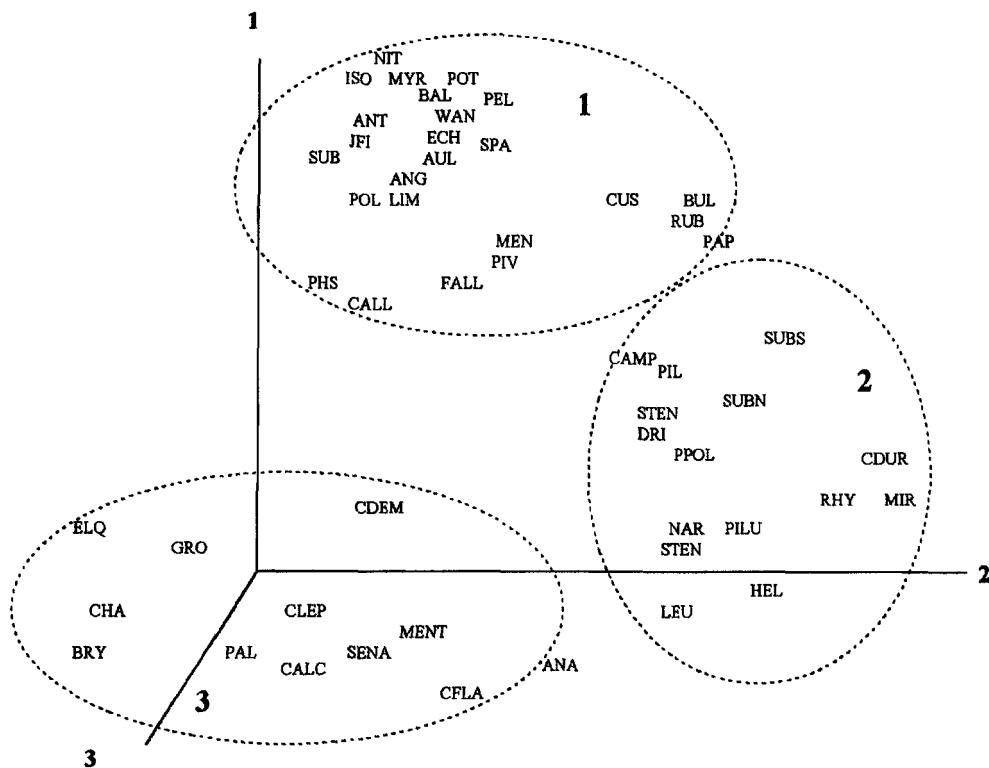 1
NIT
ISO MYR POT
BAL PEL
1
ANT WAN
JFI ECH SPA
SUB AUL
ANG
POL LIM CUS BUL
RUB
MEN PAP
PIV
PHS FALL
CALL
SUBS
CAMP PIL
2
SUBN
STEN
DRI
PPOL CDUR
RHY MIR
CDEM
ELQ NAR PILU
GRO STEN
2
HEL
CHA CLEP LEU
MENT
BRY PAL SENA
CALC ANA
3 CFLA
3